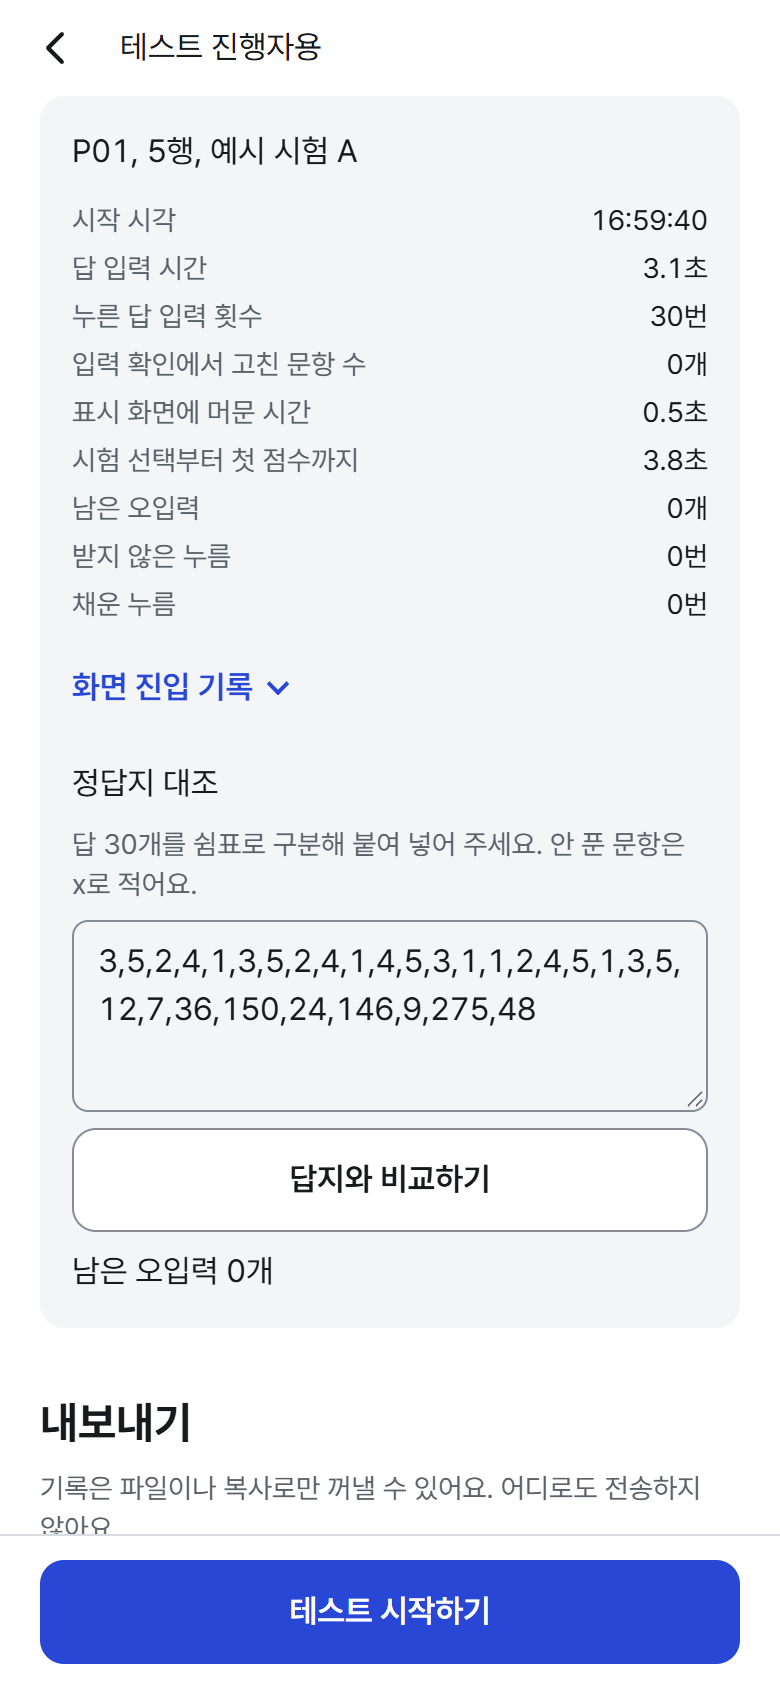 테스트 진행자용
P01, 5행, 예시 시험 A
시작 시각 16:59:40
답 입력 시간 3.1초
누른 답 입력 횟수 30번
입력 확인에서 고친 문항 수 0개
표시 화면에 머문 시간 0.5초
시험 선택부터 첫 점수까지 3.8초
남은 오입력 0개
받지 않은 누름 0번
채운 누름 0번
화면 진입 기록
정답지 대조
답 30개를 쉼표로 구분해 붙여 넣어 주세요. 안 푼 문항은
x로 적어요.
3,5,2,4,1,3,5,2,4,1,4,5,3,1,1,2,4,5,1,3,5,
12,7,36,150,24,146,9,275,48
답지와 비교하기
남은 오입력 0개
내보내기
기록은 파일이나 복사로만 꺼낼 수 있어요. 어디로도 전송하지
않아요
테스트 시작하기